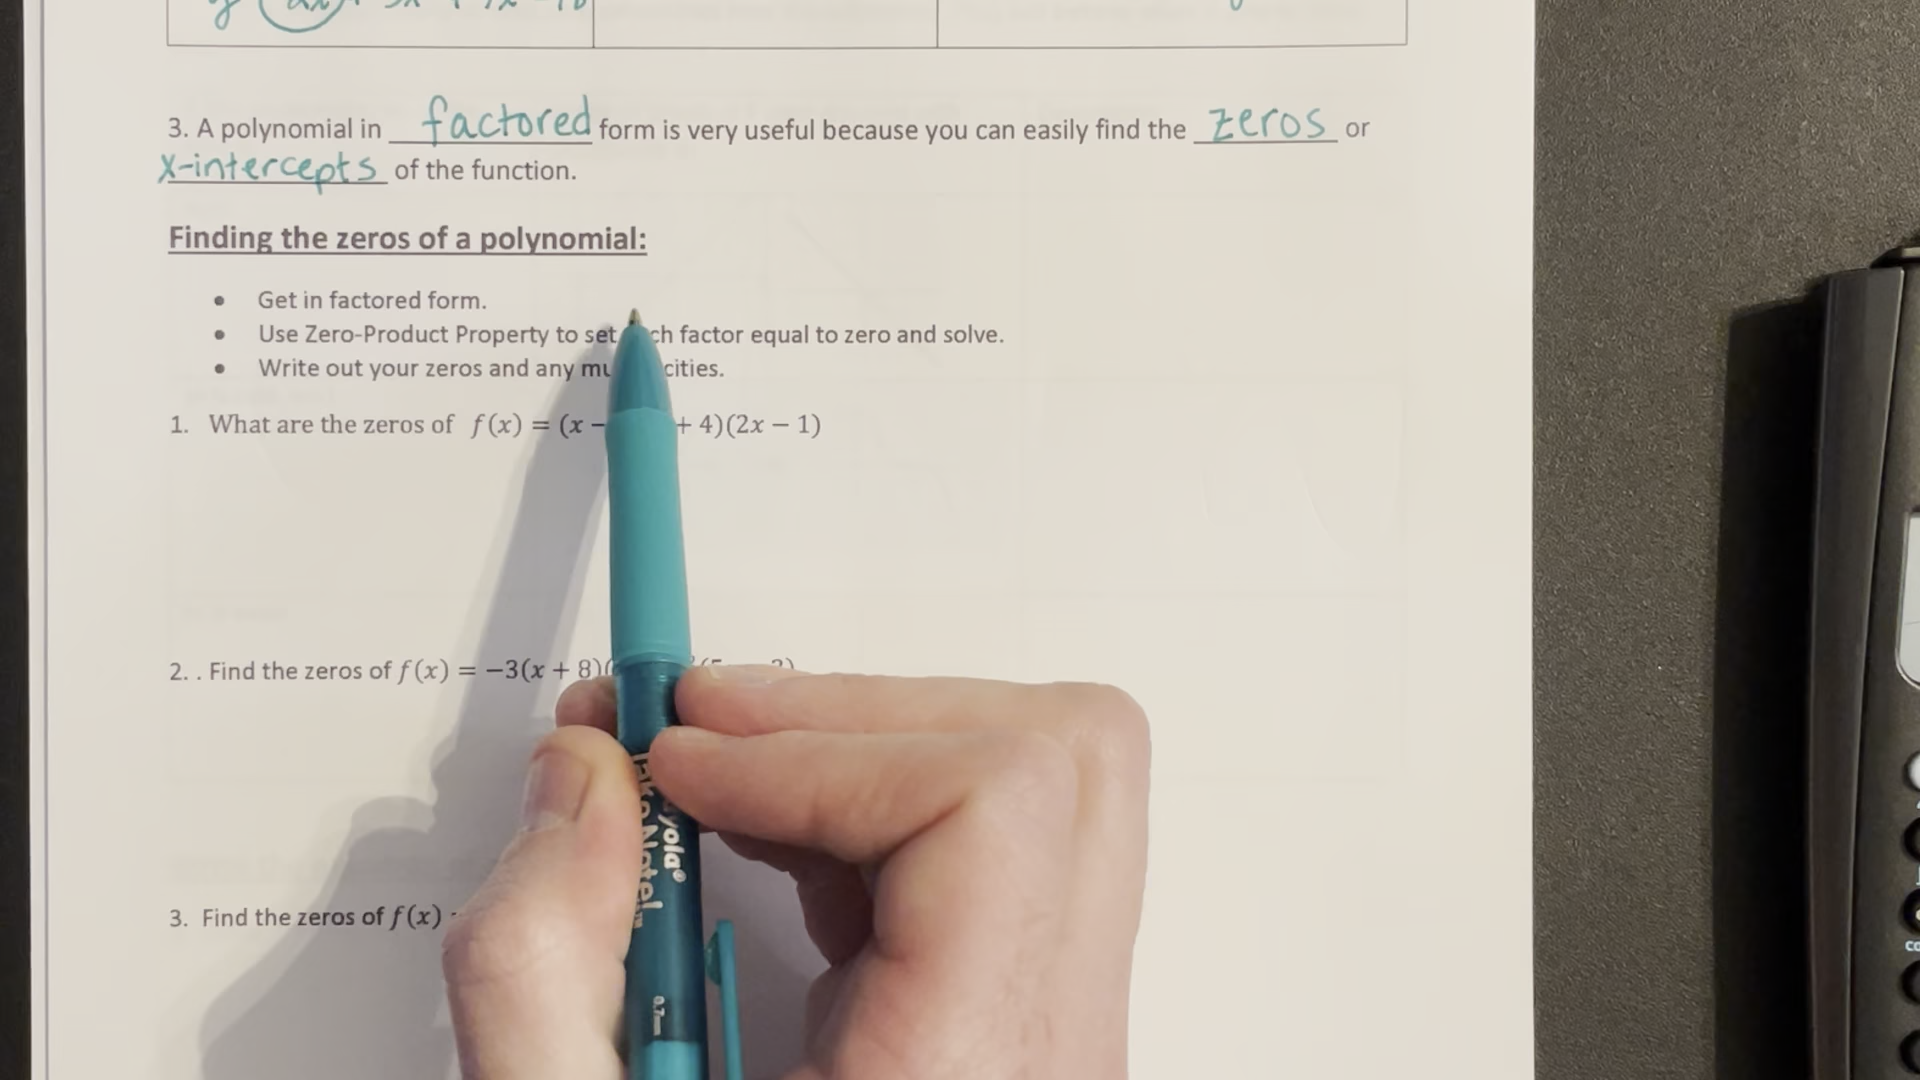 3. A polynomial in factored form is very useful because you can easily find the zeros or
x-intercepts of the function.
Finding the zeros of a polynomial:
• Get in factored form.
• Use Zero-Product Property to set factor equal to zero and solve.
• Write out your zeros and any
1. What are the zeros of f(x) = (x − + 4)(2x − 1)
2. . Find the zeros of f(x) = −3(x + 8)(
3. Find the zeros of f(x)
0.7mm